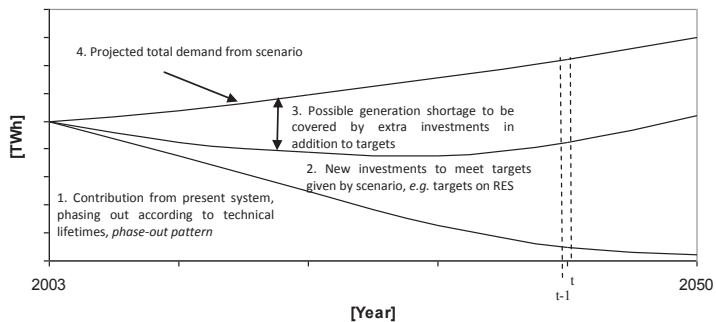 4. Projected total demand from scenario
3. Possible generation shortage to be
covered by extra investments in
addition to targets
2. New investments to meet targets
given by scenario, e.g. targets on RES
1. Contribution from present system,
phasing out according to technical
lifetimes, phase-out pattern
[TWh]
2003
t
2050
t-1
[Year]